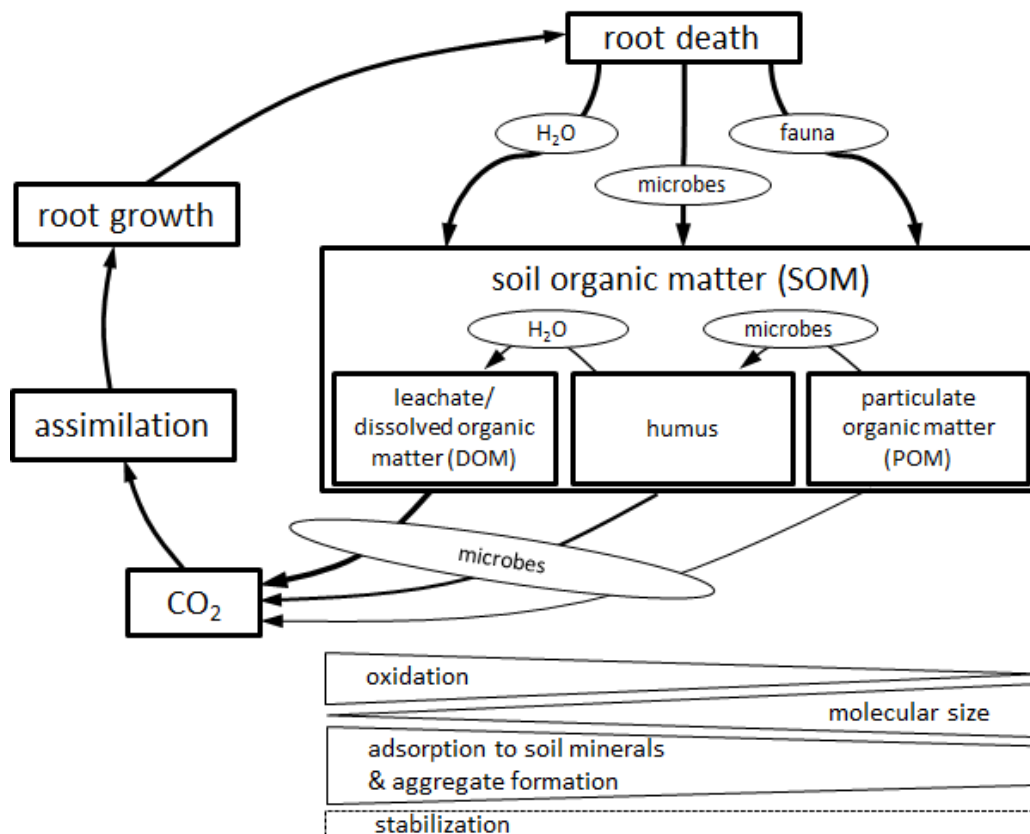 root death
H₂O
fauna
microbes
root growth
soil organic matter (SOM)
H₂O
microbes
leachate/
dissolved organic
matter (DOM)
humus
particulate
organic matter
(POM)
assimilation
microbes
CO₂
oxidation
molecular size
adsorption to soil minerals
& aggregate formation
stabilization